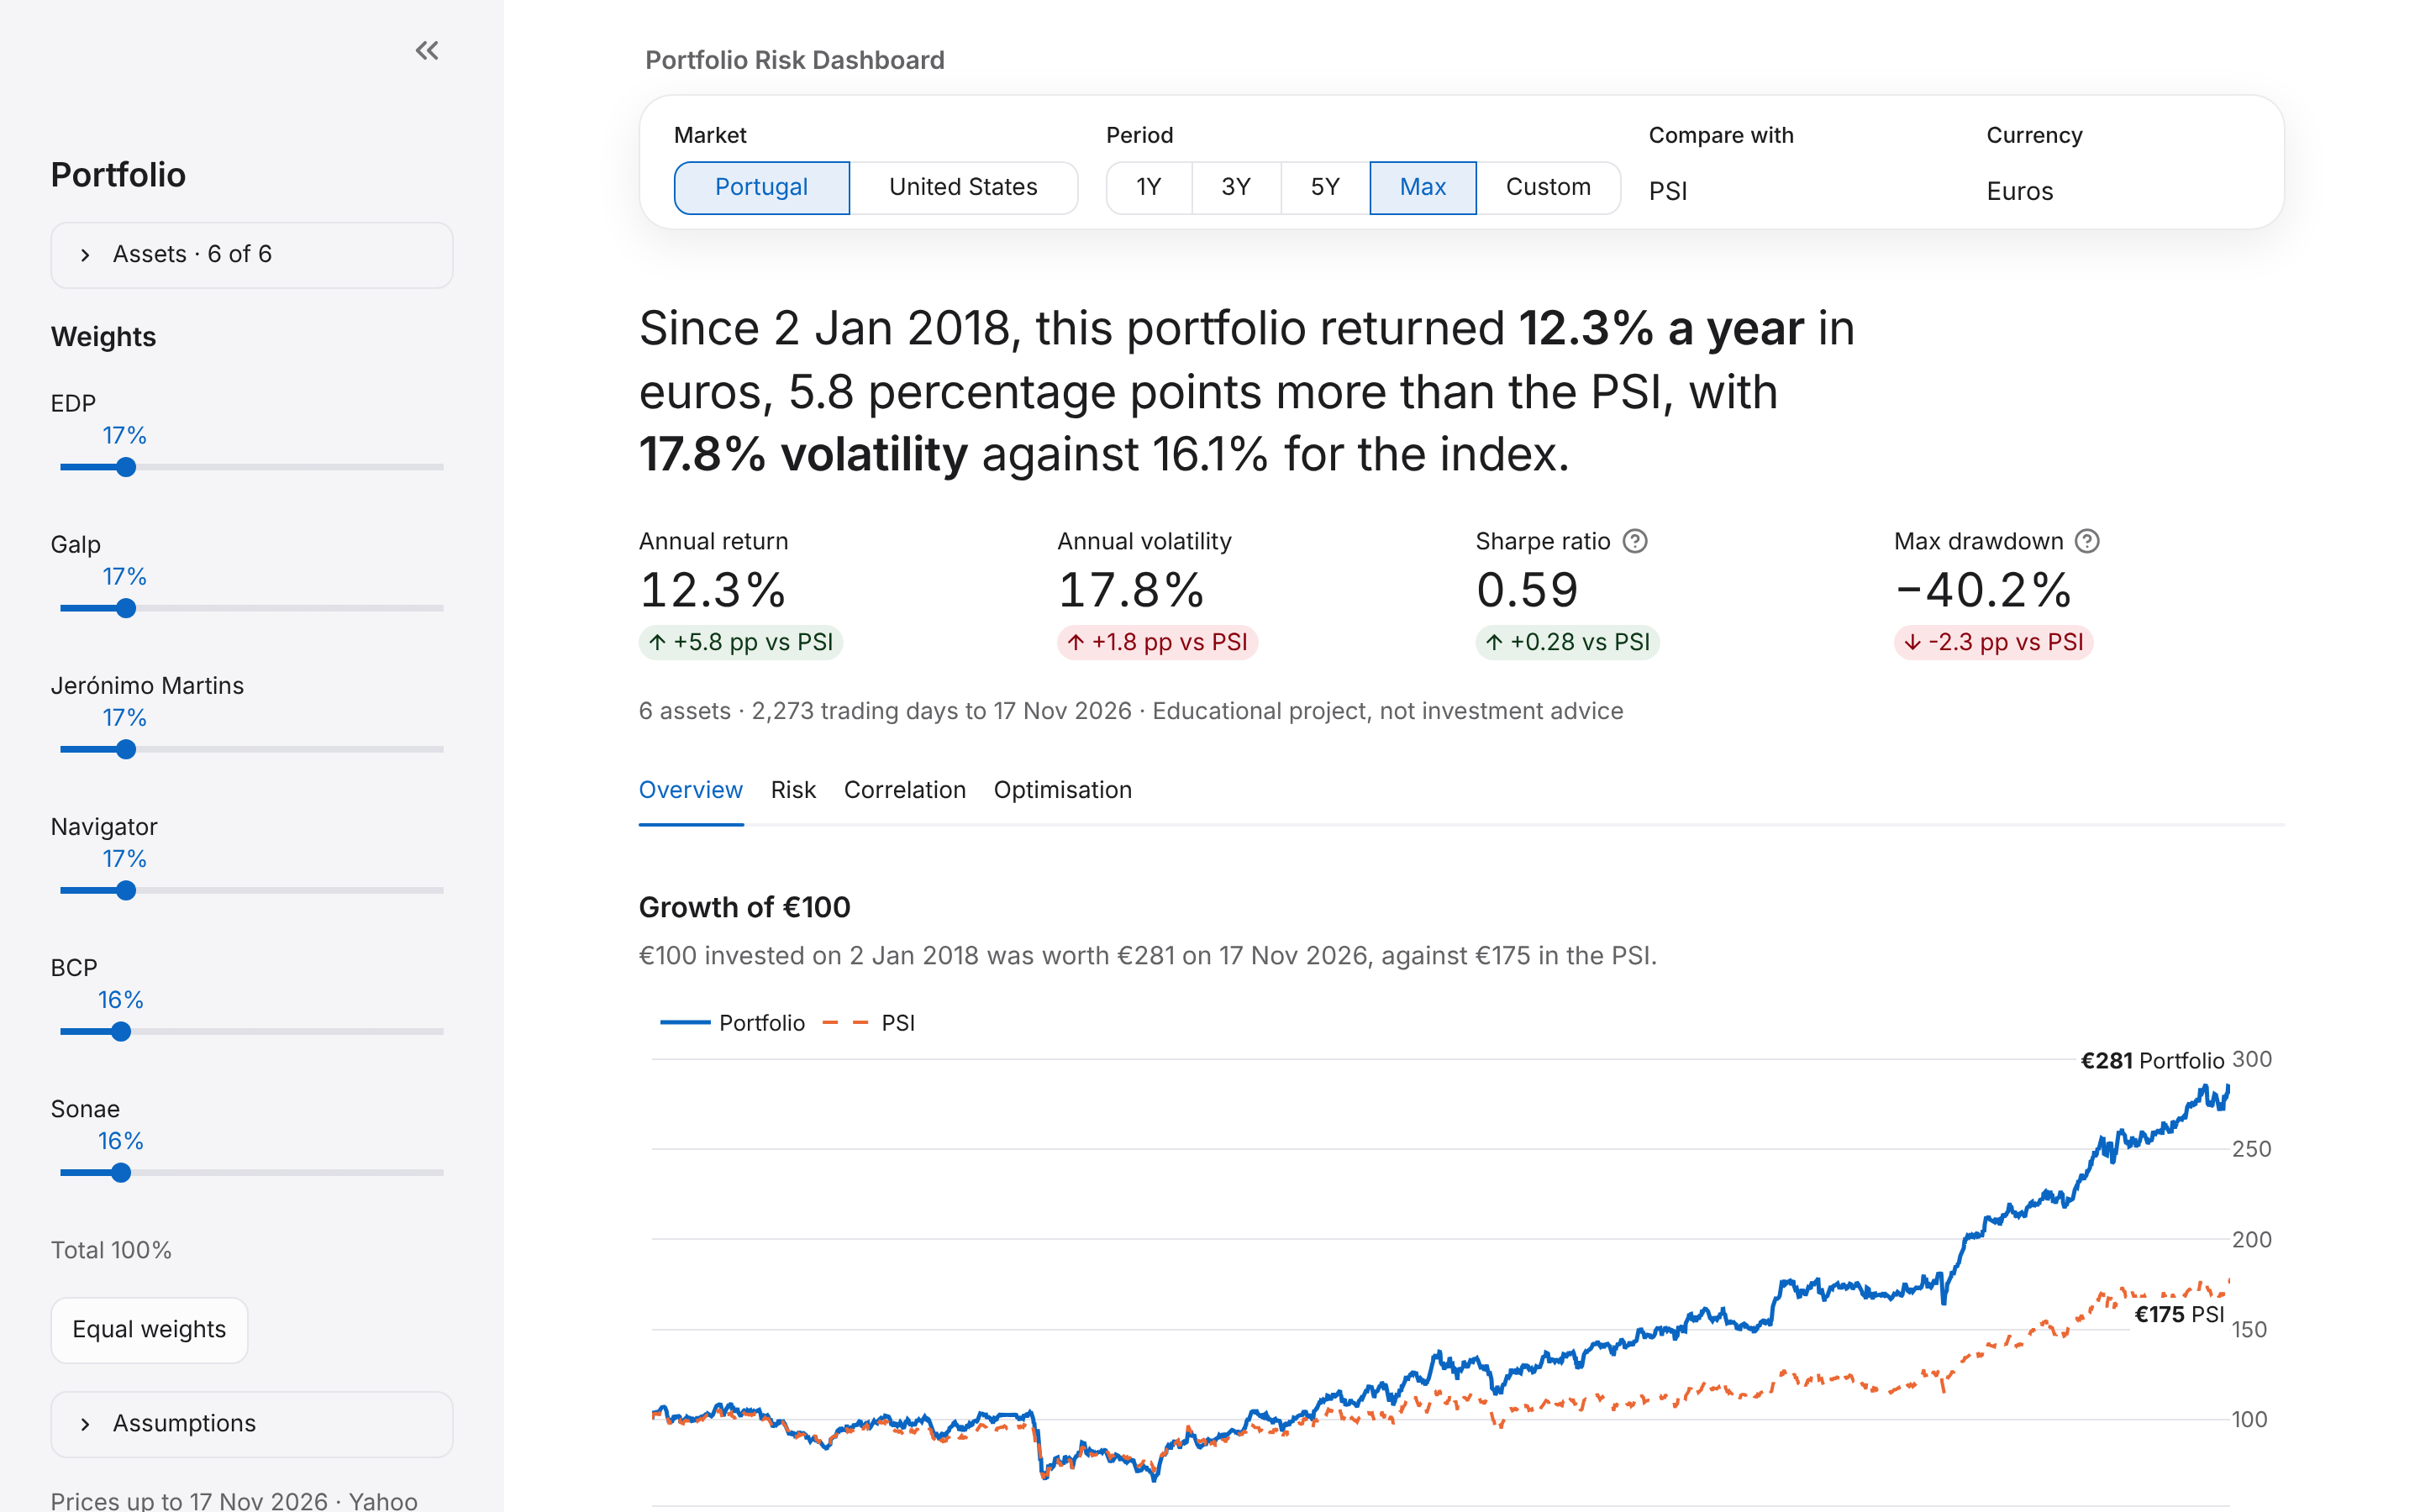 Portfolio
Assets · 6 of 6
Weights
EDP
17%
Galp
17%
Jerónimo Martins
17%
Navigator
17%
BCP
16%
Sonae
16%
Total 100%
Equal weights
Assumptions
Prices up to 17 Nov 2026 · Yahoo
Portfolio Risk Dashboard
Market
Portugal
United States
Period
1Y
3Y
5Y
Max
Custom
Compare with
PSI
Currency
Euros
Since 2 Jan 2018, this portfolio returned 12.3% a year in
euros, 5.8 percentage points more than the PSI, with
17.8% volatility against 16.1% for the index.
Annual return
12.3%
↑ +5.8 pp vs PSI
Annual volatility
17.8%
↑ +1.8 pp vs PSI
Sharpe ratio
0.59
↑ +0.28 vs PSI
Max drawdown
−40.2%
↓ -2.3 pp vs PSI
6 assets · 2,273 trading days to 17 Nov 2026 · Educational project, not investment advice
Overview
Risk
Correlation
Optimisation
Growth of €100
€100 invested on 2 Jan 2018 was worth €281 on 17 Nov 2026, against €175 in the PSI.
Portfolio
PSI
€281 Portfolio
300
250
200
€175 PSI
150
100